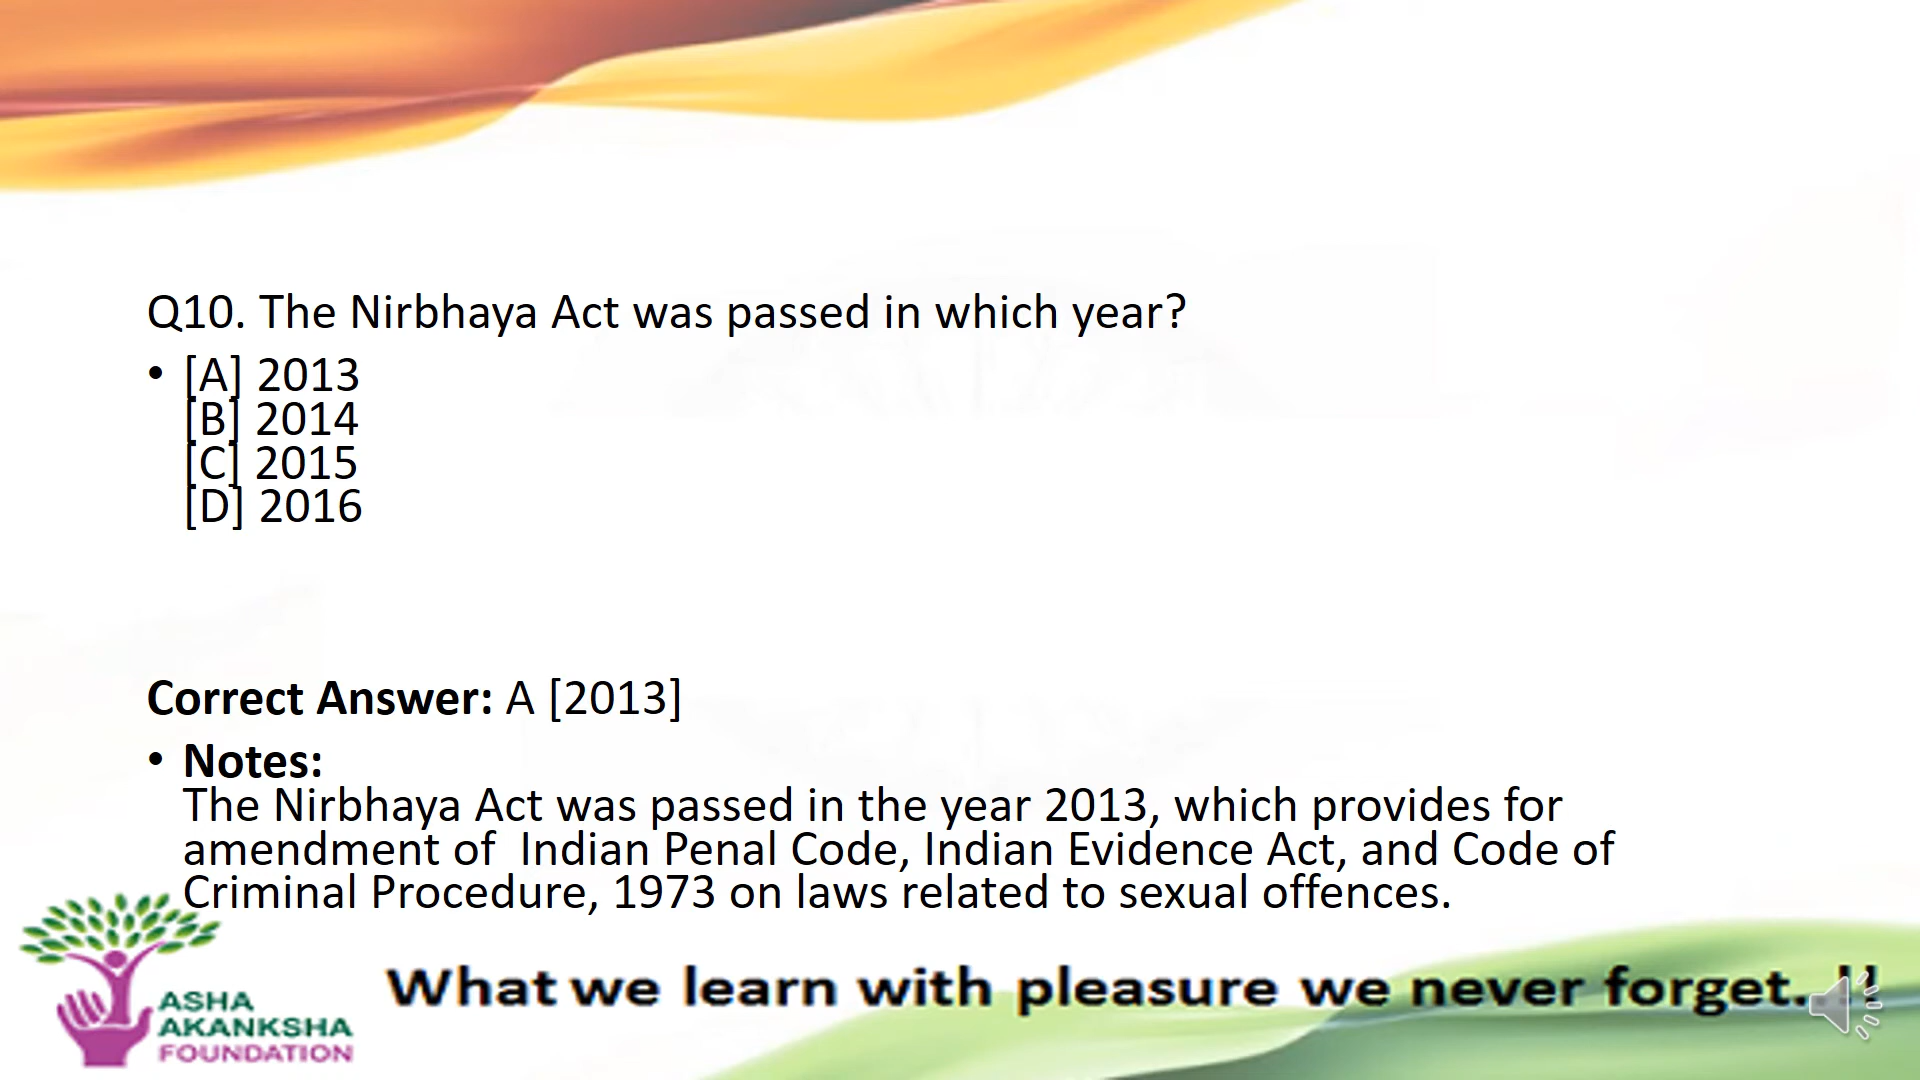 Q10. The Nirbhaya Act was passed in which year?
• [A] 2013
[B] 2014
[C] 2015
[D] 2016
Correct Answer: A [2013]
• Notes:
The Nirbhaya Act was passed in the year 2013, which provides for
amendment of  Indian Penal Code, Indian Evidence Act, and Code of
Criminal Procedure, 1973 on laws related to sexual offences.
What we learn with pleasure we never forget..!!
ASHA
AKANKSHA
FOUNDATION